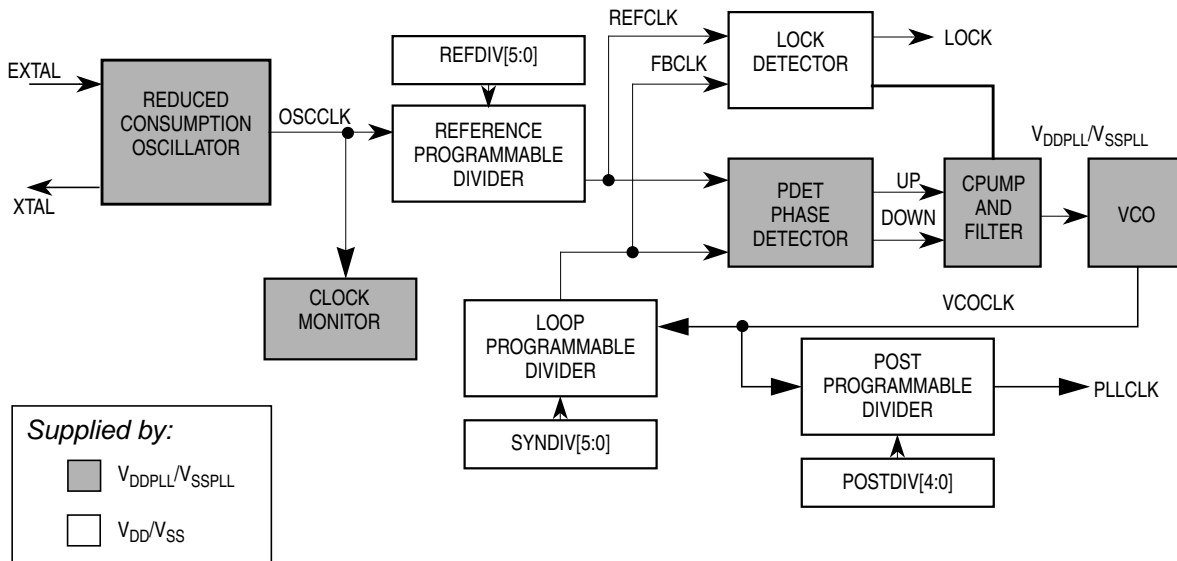 REFCLK
LOCK
DETECTOR
LOCK
REFDIV[5:0]
FBCLK
EXTAL
REDUCED
CONSUMPTION
OSCILLATOR
OSCCLK
REFERENCE
PROGRAMMABLE
DIVIDER
XTAL
PDET
PHASE
DETECTOR
UP
DOWN
CPUMP
AND
FILTER
VDDPLL/VSSPLL
VCO
CLOCK
MONITOR
LOOP
PROGRAMMABLE
DIVIDER
VCOCLK
POST
PROGRAMMABLE
DIVIDER
PLLCLK
SYNDIV[5:0]
POSTDIV[4:0]
Supplied by:
VDDPLL/VSSPLL
VDD/VSS